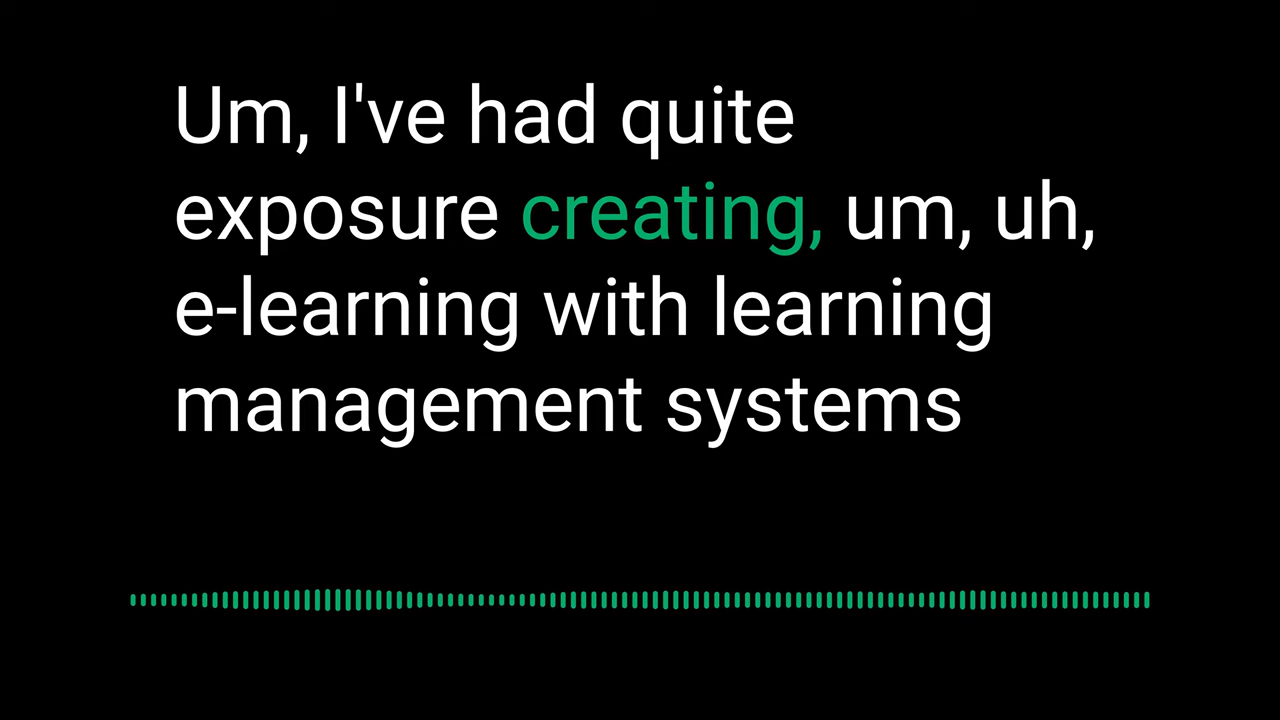 Um, I've had quite
exposure creating, um, uh,
e-learning with learning
management systems